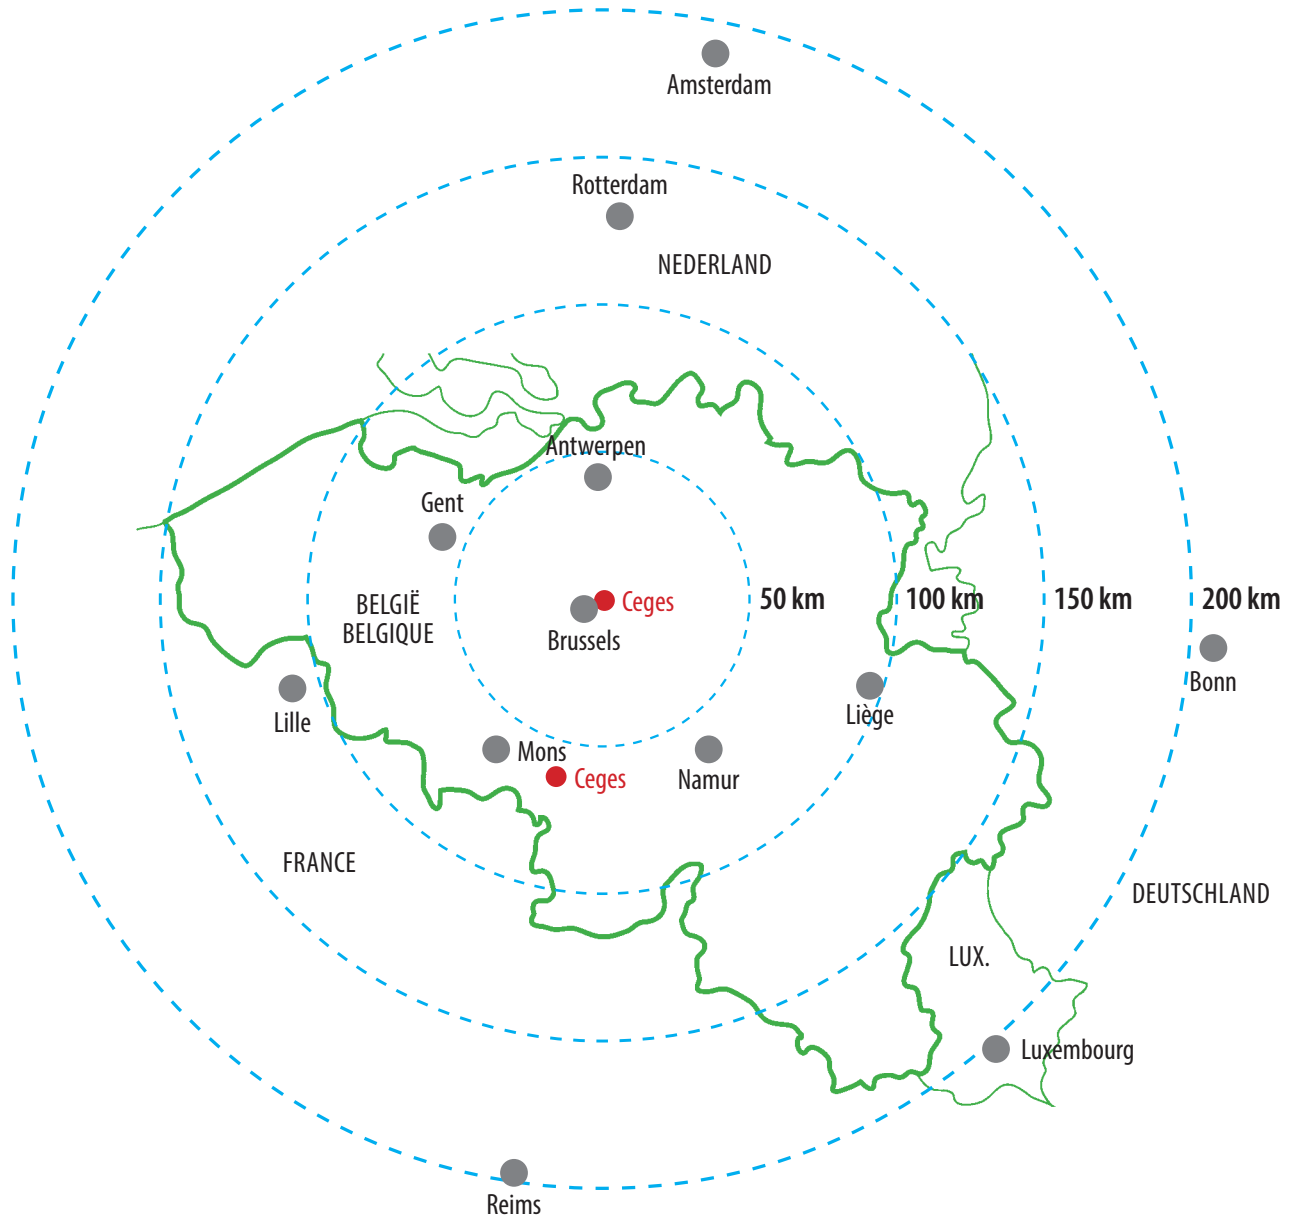 Amsterdam
Rotterdam
NEDERLAND
Antwerpen
Gent
BELGIË
BELGIQUE
Ceges
Brussels
50 km
100 km
150 km
200 km
Bonn
Liège
Lille
Mons
Ceges
Namur
FRANCE
DEUTSCHLAND
LUX.
Luxembourg
Reims